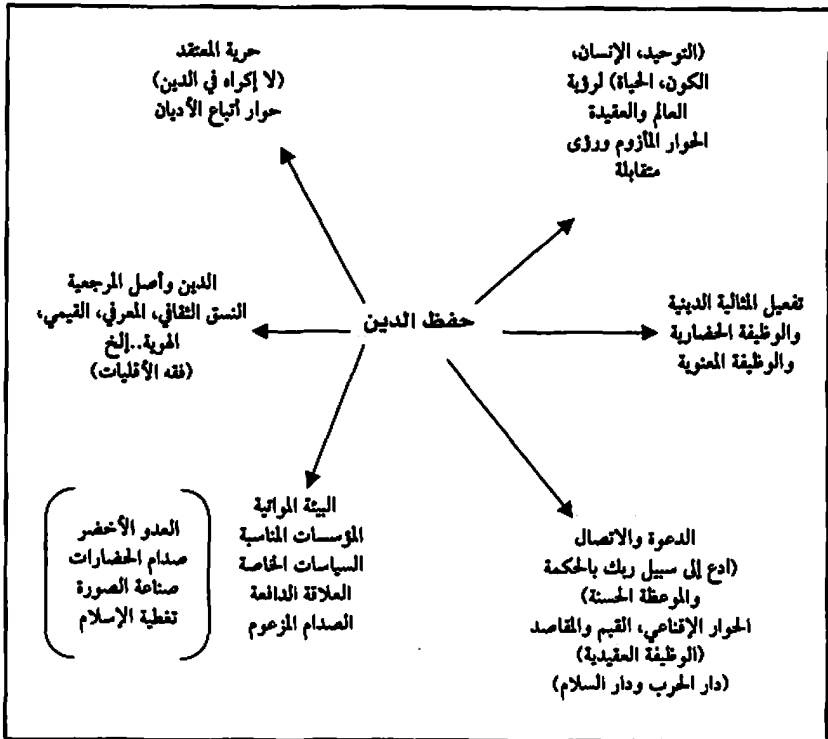 (التوحيد، الإنسان،
الكون، الحياة) لرؤية
العالم والعقيدة
الحوار المأزوم ورؤى
متقابلة
حرية المعتقد
(لا إكراه في الدين)
حوار أتباع الأديان
حفظ الدين
تفعيل المثالية الدينية
والوظيفة الحضارية
والوظيفة المعنوية
الدين وأصل المرجعية
النسق الثقافي، المعرفي، القيمي،
الهوية..إلخ
(فقه الأقليات)
الدعوة والاتصال
(ادع إلى سبيل ربك بالحكمة
والموعظة الحسنة)
الحوار الإقناعي، القيم والمقاصد
(الوظيفة العقيدية)
(دار الحرب ودار السلام)
البيئة المواتية
المؤسسات المناسبة
السياسات الخاصة
العلاقة الدافعة
الصدام المزعوم
العدو الأخضر
صدام الحضارات
صناعة الصورة
تغطية الإسلام